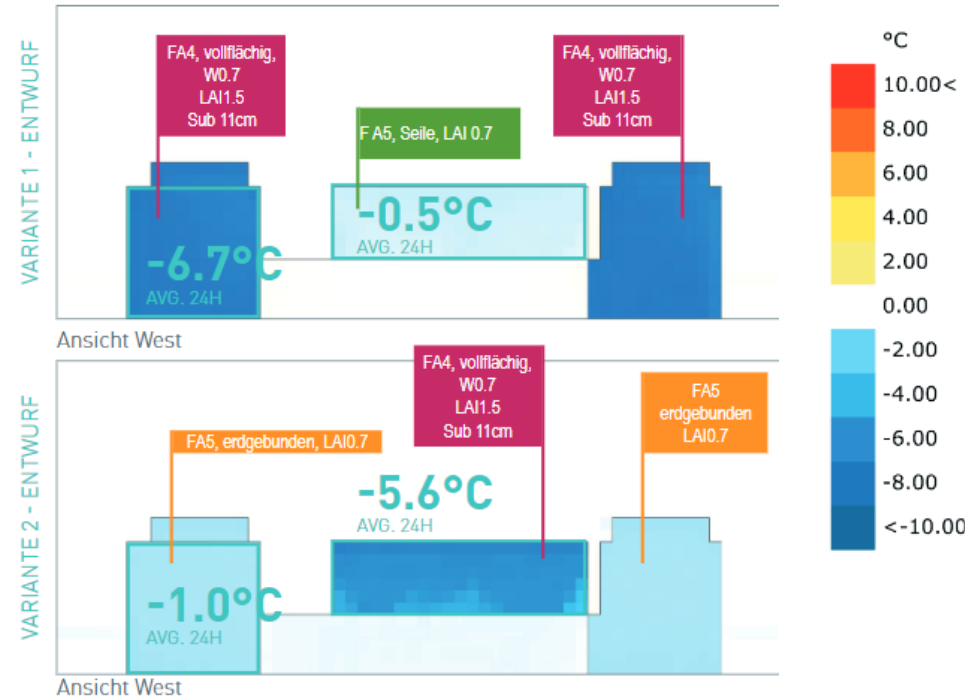 VARIANTE 1 - ENTWURF
FA4, vollflächig,
W0.7
LAI1.5
Sub 11cm
F A5, Seile, LAI 0.7
FA4, vollflächig,
W0.7
LAI1.5
Sub 11cm
-6.7°C
AVG. 24H
-0.5°C
AVG. 24H
Ansicht West
VARIANTE 2 - ENTWURF
FA5, erdgebunden, LAI0.7
FA4, vollflächig,
W0.7
LAI1.5
Sub 11cm
FA5
erdgebunden
LAI0.7
-5.6°C
AVG. 24H
-1.0°C
AVG. 24H
Ansicht West
°C
10.00<
8.00
6.00
4.00
2.00
0.00
-2.00
-4.00
-6.00
-8.00
<-10.00